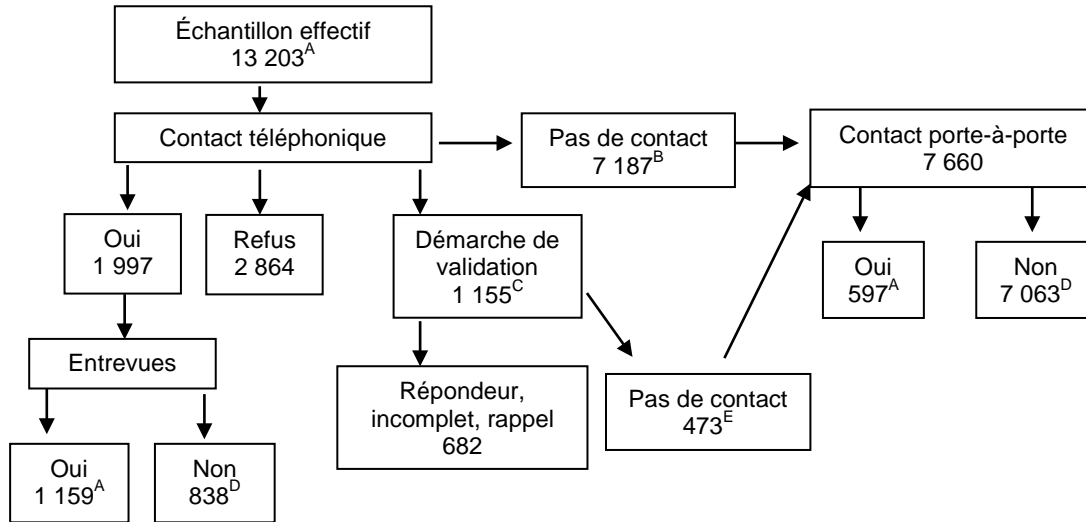 Échantillon effectif
13 203A
Contact téléphonique
Pas de contact
7 187B
Contact porte-à-porte
7 660
Oui
1 997
Refus
2 864
Démarche de
validation
1 155C
Oui
597A
Non
7 063D
Entrevues
Répondeur,
incomplet, rappel
682
Pas de contact
473E
Oui
1 159A
Non
838D